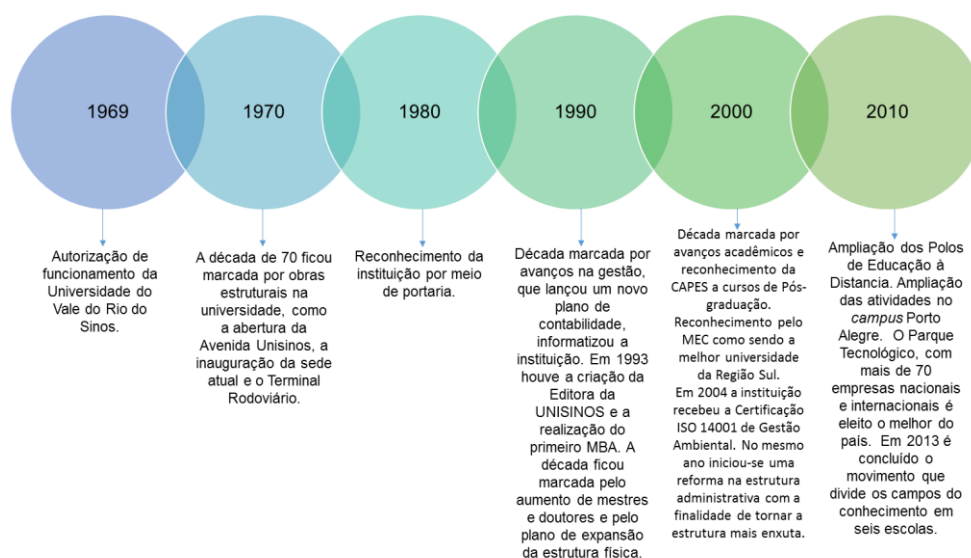 1969
1970
1980
1990
2000
2010
Autorização de
funcionamento da
Universidade do
Vale do Rio do
Sinos.
A década de 70 ficou
marcada por obras
estruturais na
universidade, como
a abertura da
Avenida Unisinos, a
inauguração da sede
atual e o Terminal
Rodoviário.
Reconhecimento da
instituição por meio
de portaria.
Década marcada por
avanços na gestão,
que lançou um novo
plano de
contabilidade,
informatizou a
instituição. Em 1993
houve a criação da
Editora da
UNISINOS e a
realização do
primeiro MBA. A
década ficou
marcada pelo
aumento de mestres
e doutores e pelo
plano de expansão
da estrutura física.
Década marcada por
avanços acadêmicos e
reconhecimento da
CAPES a cursos de Pós-
graduação.
Reconhecimento pelo
MEC como sendo a
melhor universidade
da Região Sul.
Em 2004 a instituição
recebeu a Certificação
ISO 14001 de Gestão
Ambiental. No mesmo
ano iniciou-se uma
reforma na estrutura
administrativa com a
finalidade de tornar a
estrutura mais enxuta.
Ampliação dos Polos
de Educação à
Distancia. Ampliação
das atividades no
campus Porto
Alegre. O Parque
Tecnológico, com
mais de 70
empresas nacionais
e internacionais é
eleito o melhor do
país. Em 2013 é
concluído o
movimento que
divide os campos do
conhecimento em
seis escolas.